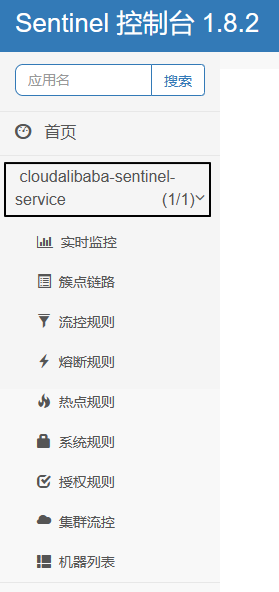 Sentinel 控制台 1.8.2
应用名 搜索
首页
cloudalibaba-sentinel-
service (1/1)
实时监控
簇点链路
流控规则
熔断规则
热点规则
系统规则
授权规则
集群流控
机器列表